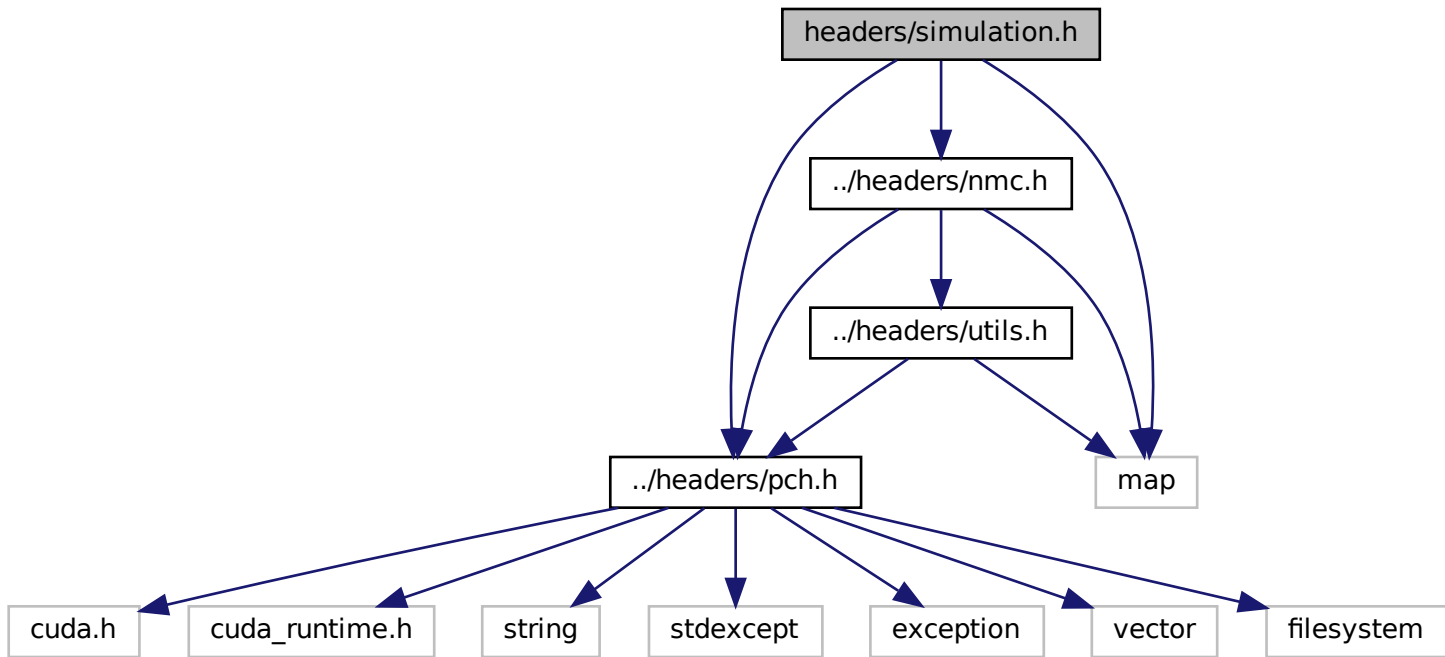 headers/simulation.h
../headers/nmc.h
../headers/utils.h
../headers/pch.h
map
cuda.h
cuda_runtime.h
string
stdexcept
exception
vector
filesystem